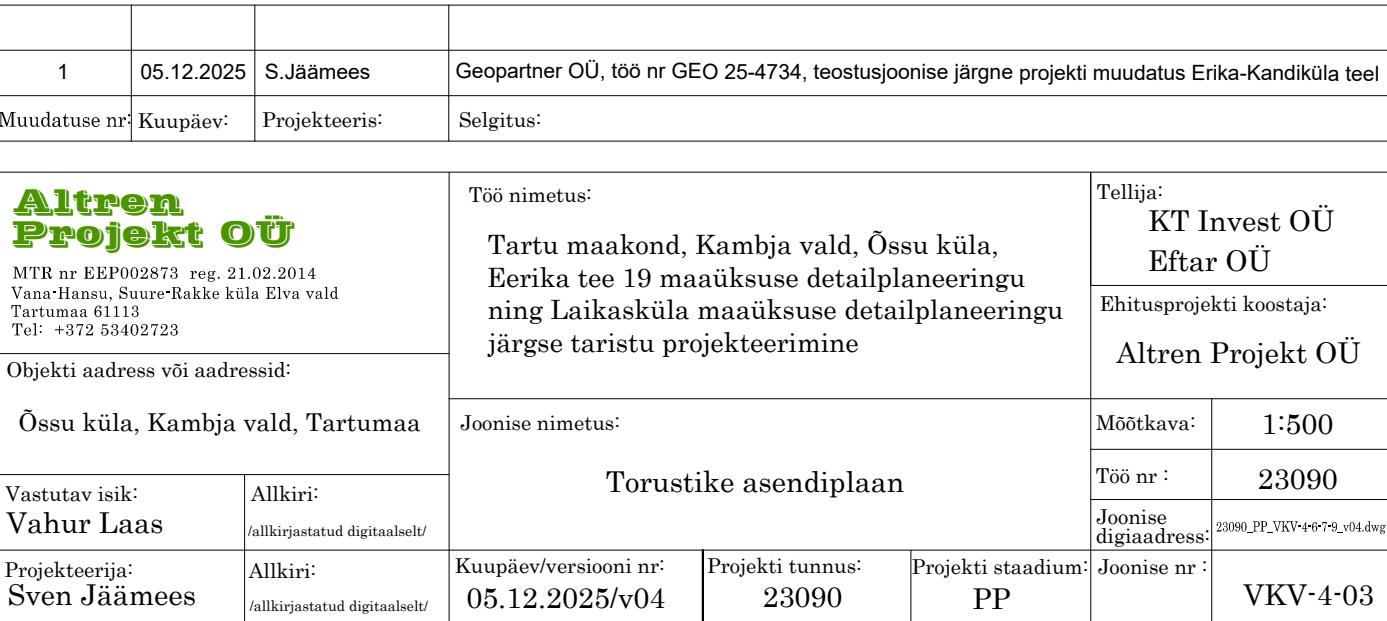 1 05.12.2025 S.Jäämees Geopartner OÜ, töö nr GEO 25-4734, teostusjoonise järgne projekti muudatus Erika-Kandiküla teel
Muudatuse nr: Kuupäev: Projekteeris: Selgitus:
Altren
Projekt OÜ
MTR nr EEP002873 reg. 21.02.2014
Vana-Hansu, Suure-Rakke küla Elva vald
Tartumaa 61113
Tel: +372 53402723
Töö nimetus:
Tartu maakond, Kambja vald, Õssu küla,
Eerika tee 19 maaüksuse detailplaneeringu
ning Laikasküla maaüksuse detailplaneeringu
järgse taristu projekteerimine
Tellija:
KT Invest OÜ
Eftar OÜ
Ehitusprojekti koostaja:
Altren Projekt OÜ
Objekti aadress või aadressid:
Õssu küla, Kambja vald, Tartumaa
Joonise nimetus:
Torustike asendiplaan
Mõõtkava: 1:500
Töö nr : 23090
Joonise
digiaadress: 23090_PP_VKV-4-6-7-9_v04.dwg
Vastutav isik: Allkiri:
Vahur Laas /allkirjastatud digitaalselt/
Projekteerija: Allkiri:
Sven Jäämees /allkirjastatud digitaalselt/
Kuupäev/versiooni nr: Projekti tunnus: Projekti staadium: Joonise nr :
05.12.2025/v04 23090 PP VKV-4-03